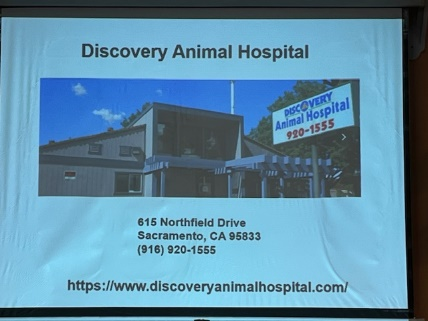 Discovery Animal Hospital
DISCOVERY
Animal Hospital
920-1555
615 Northfield Drive
Sacramento, CA 95833
(916) 920-1555
https://www.discoveryanimalhospital.com/